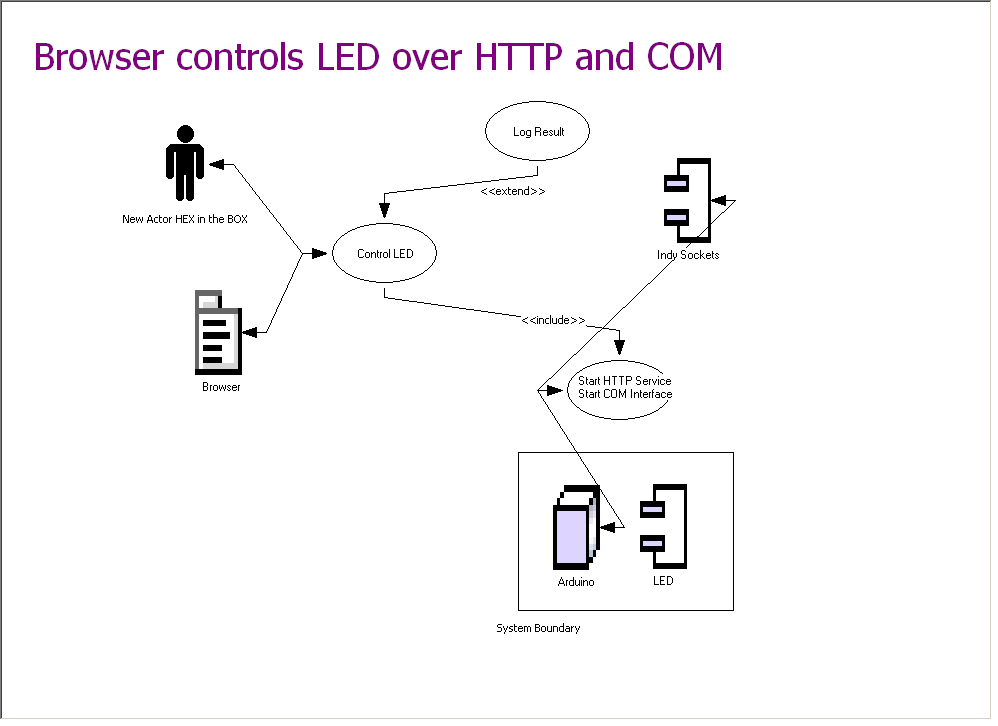 Browser controls LED over HTTP and COM
Log Result
<<extend>>
New Actor HEX in the BOX
Control LED
Indy Sockets
<<include>>
Browser
Start HTTP Service
Start COM Interface
Arduino
LED
System Boundary